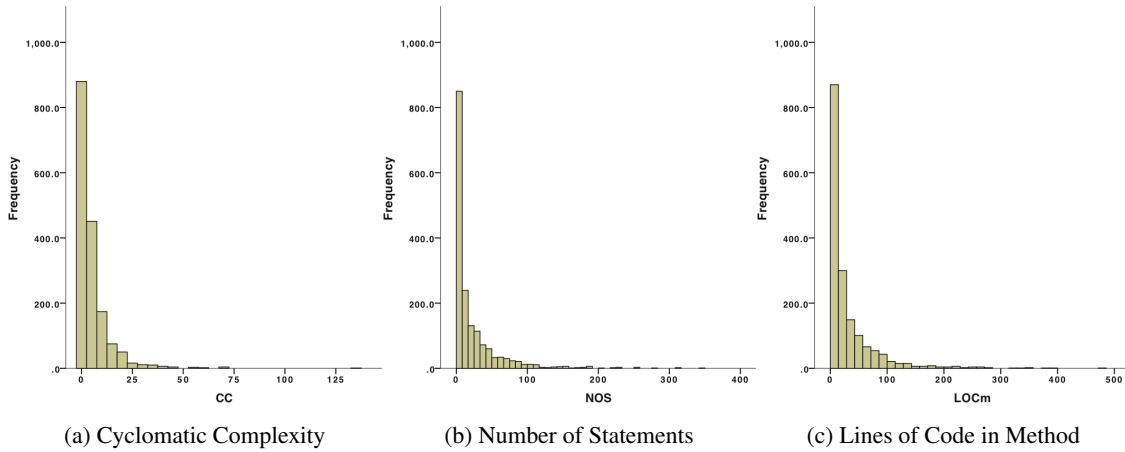 1,000.0
800.0
600.0
400.0
200.0
.0
Frequency
0 25 50 75 100 125
CC
(a) Cyclomatic Complexity
1,000.0
800.0
600.0
400.0
200.0
.0
Frequency
0 100 200 300 400
NOS
(b) Number of Statements
1,000.0
800.0
600.0
400.0
200.0
.0
Frequency
0 100 200 300 400 500
LOCm
(c) Lines of Code in Method